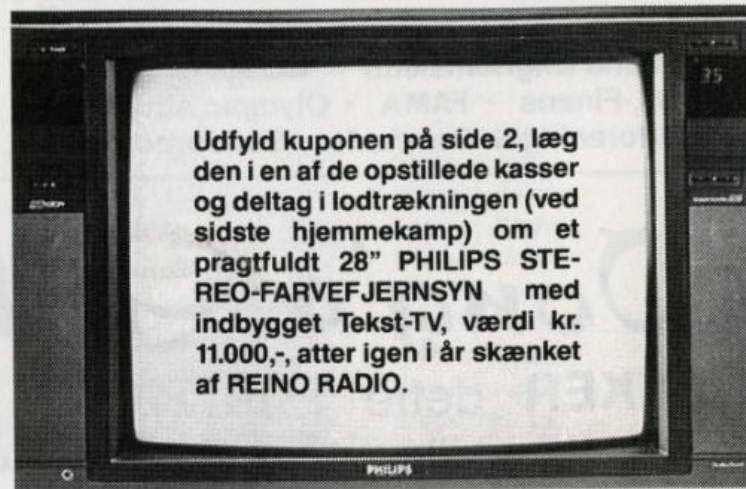 Udfyld kuponen på side 2, læg
den i en af de opstillede kasser
og deltag i lodtrækningen (ved
sidste hjemmekamp) om et
pragtfuldt 28” PHILIPS STE-
REO-FARVEFJERNSYN med
indbygget Tekst-TV, værdi kr.
11.000,-, atter igen i år skænket
af REINO RADIO.
35
PHILIPS